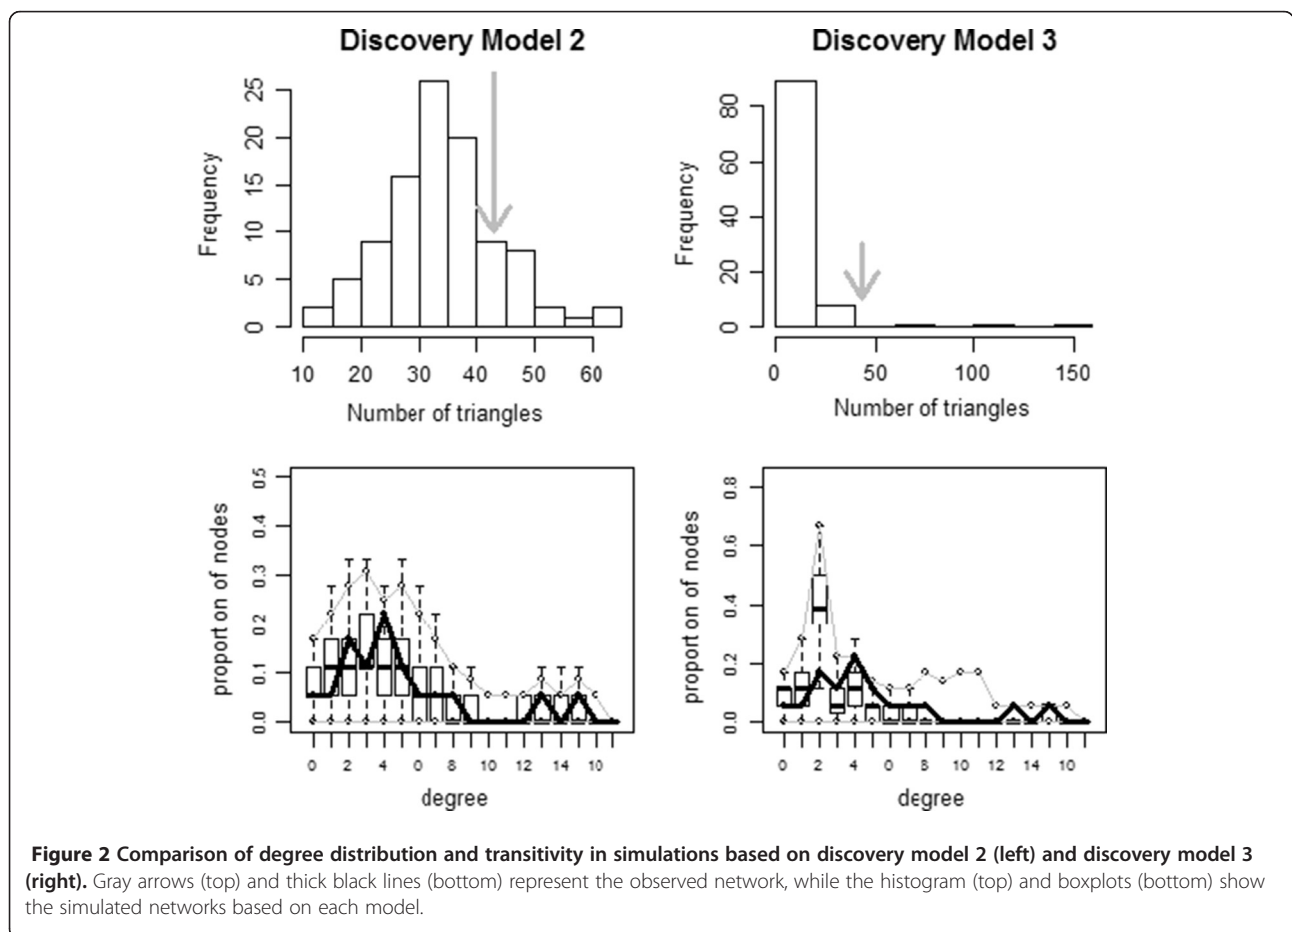 Discovery Model 2
Discovery Model 3
Frequency
0
5
10
15
20
25
10 20 30 40 50 60
Number of triangles
Frequency
0
20
40
60
80
0 50 100 150
Number of triangles
proport on of nodes
0.0
0.1
0.2
0.3
0.4
0.5
0 2 4 0 8 10 12 14 10
degree
proport on of nodes
0.0
0.2
0.4
0.6
0.8
0 2 4 0 8 10 12 14 10
degree
Figure 2 Comparison of degree distribution and transitivity in simulations based on discovery model 2 (left) and discovery model 3
(right). Gray arrows (top) and thick black lines (bottom) represent the observed network, while the histogram (top) and boxplots (bottom) show
the simulated networks based on each model.